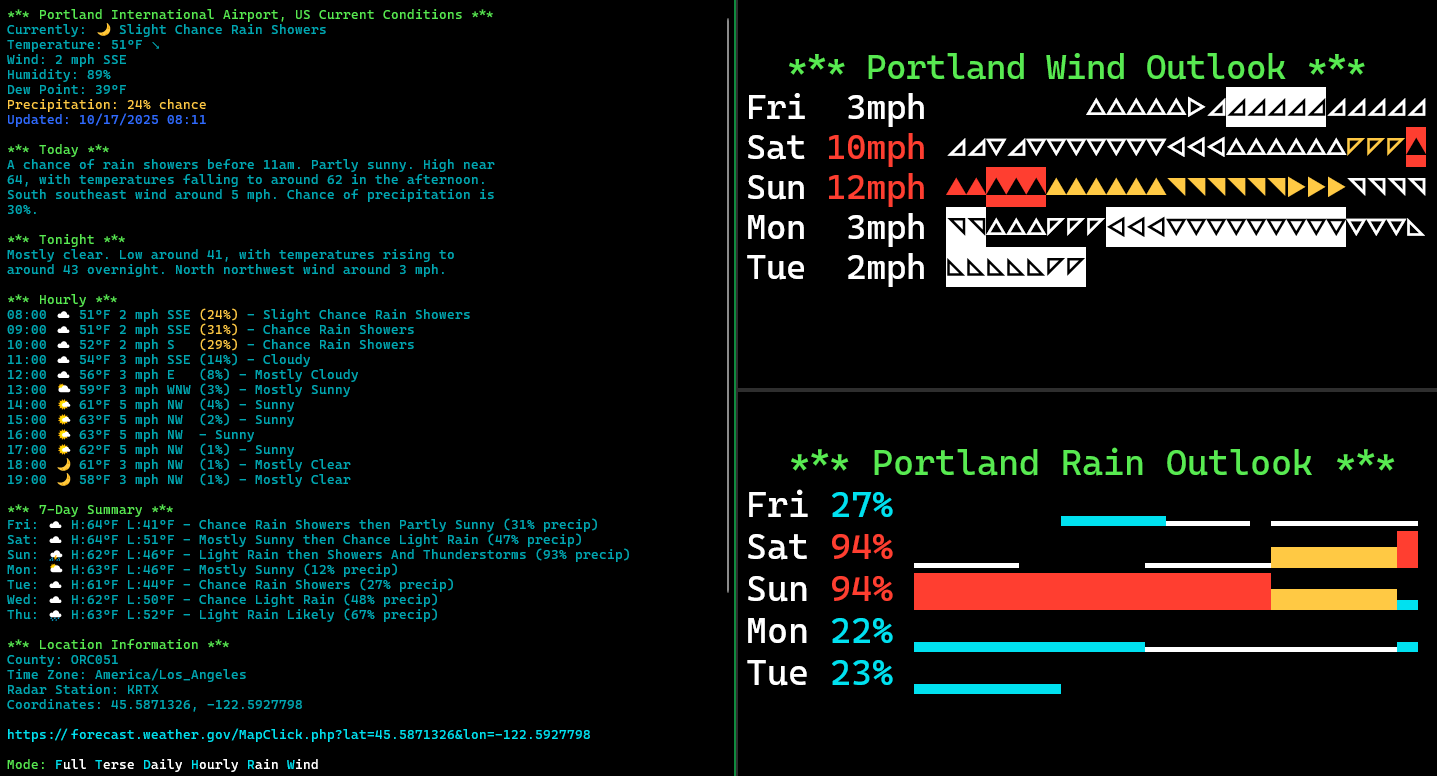 *** Portland International Airport, US Current Conditions ***
Currently: 🌙 Slight Chance Rain Showers
Temperature: 51°F ↘
Wind: 2 mph SSE
Humidity: 89%
Dew Point: 39°F
Precipitation: 24% chance
Updated: 10/17/2025 08:11

*** Today ***
A chance of rain showers before 11am. Partly sunny. High near
64, with temperatures falling to around 62 in the afternoon.
South southeast wind around 5 mph. Chance of precipitation is
30%.

*** Tonight ***
Mostly clear. Low around 41, with temperatures rising to
around 43 overnight. North northwest wind around 3 mph.

*** Hourly ***
08:00 ☁ 51°F 2 mph SSE (24%) - Slight Chance Rain Showers
09:00 ☁ 51°F 2 mph SSE (31%) - Chance Rain Showers
10:00 ☁ 52°F 2 mph S   (29%) - Chance Rain Showers
11:00 ☁ 54°F 3 mph SSE (14%) - Cloudy
12:00 ☁ 56°F 3 mph E   (8%) - Mostly Cloudy
13:00 🌥 59°F 3 mph WNW (3%) - Mostly Sunny
14:00 🌤 61°F 5 mph NW  (4%) - Sunny
15:00 🌤 63°F 5 mph NW  (2%) - Sunny
16:00 🌤 63°F 5 mph NW  - Sunny
17:00 🌤 62°F 5 mph NW  (1%) - Sunny
18:00 🌙 61°F 3 mph NW  (1%) - Mostly Clear
19:00 🌙 58°F 3 mph NW  (1%) - Mostly Clear

*** 7-Day Summary ***
Fri: ☁ H:64°F L:41°F - Chance Rain Showers then Partly Sunny (31% precip)
Sat: ☁ H:64°F L:51°F - Mostly Sunny then Chance Light Rain (47% precip)
Sun: ⛈ H:62°F L:46°F - Light Rain then Showers And Thunderstorms (93% precip)
Mon: 🌥 H:63°F L:46°F - Mostly Sunny (12% precip)
Tue: ☁ H:61°F L:44°F - Chance Rain Showers (27% precip)
Wed: ☁ H:62°F L:50°F - Chance Light Rain (48% precip)
Thu: 🌧 H:63°F L:52°F - Light Rain Likely (67% precip)

*** Location Information ***
County: ORC051
Time Zone: America/Los_Angeles
Radar Station: KRTX
Coordinates: 45.5871326, -122.5927798

https://forecast.weather.gov/MapClick.php?lat=45.5871326&lon=-122.5927798

Mode: Full Terse Daily Hourly Rain Wind

*** Portland Wind Outlook ***
Fri 3mph
Sat 10mph
Sun 12mph
Mon 3mph
Tue 2mph

*** Portland Rain Outlook ***
Fri 27%
Sat 94%
Sun 94%
Mon 22%
Tue 23%